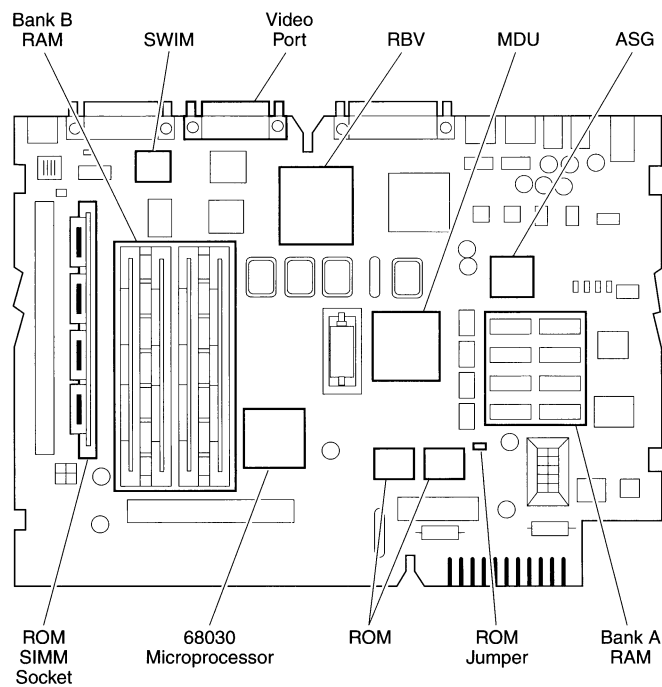 Bank B
RAM
SWIM
Video
Port
RBV
MDU
ASG
ROM
SIMM
Socket
68030
Microprocessor
ROM
ROM
Jumper
Bank A
RAM